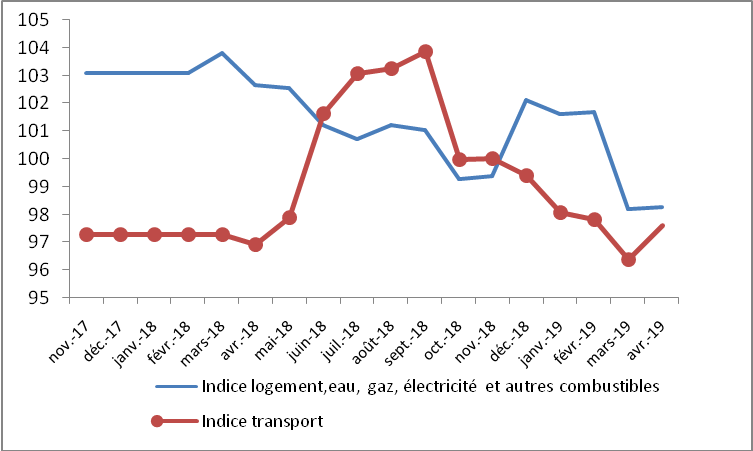 105
104
103
102
101
100
99
98
97
96
95
nov.-17
déc.-17
janv.-18
févr.-18
mars-18
avr.-18
mai-18
juin-18
juil.-18
août-18
sept.-18
oct.-18
nov.-18
déc.-18
janv.-19
févr.-19
mars-19
avr.-19
Indice logement,eau, gaz, électricité et autres combustibles
Indice transport